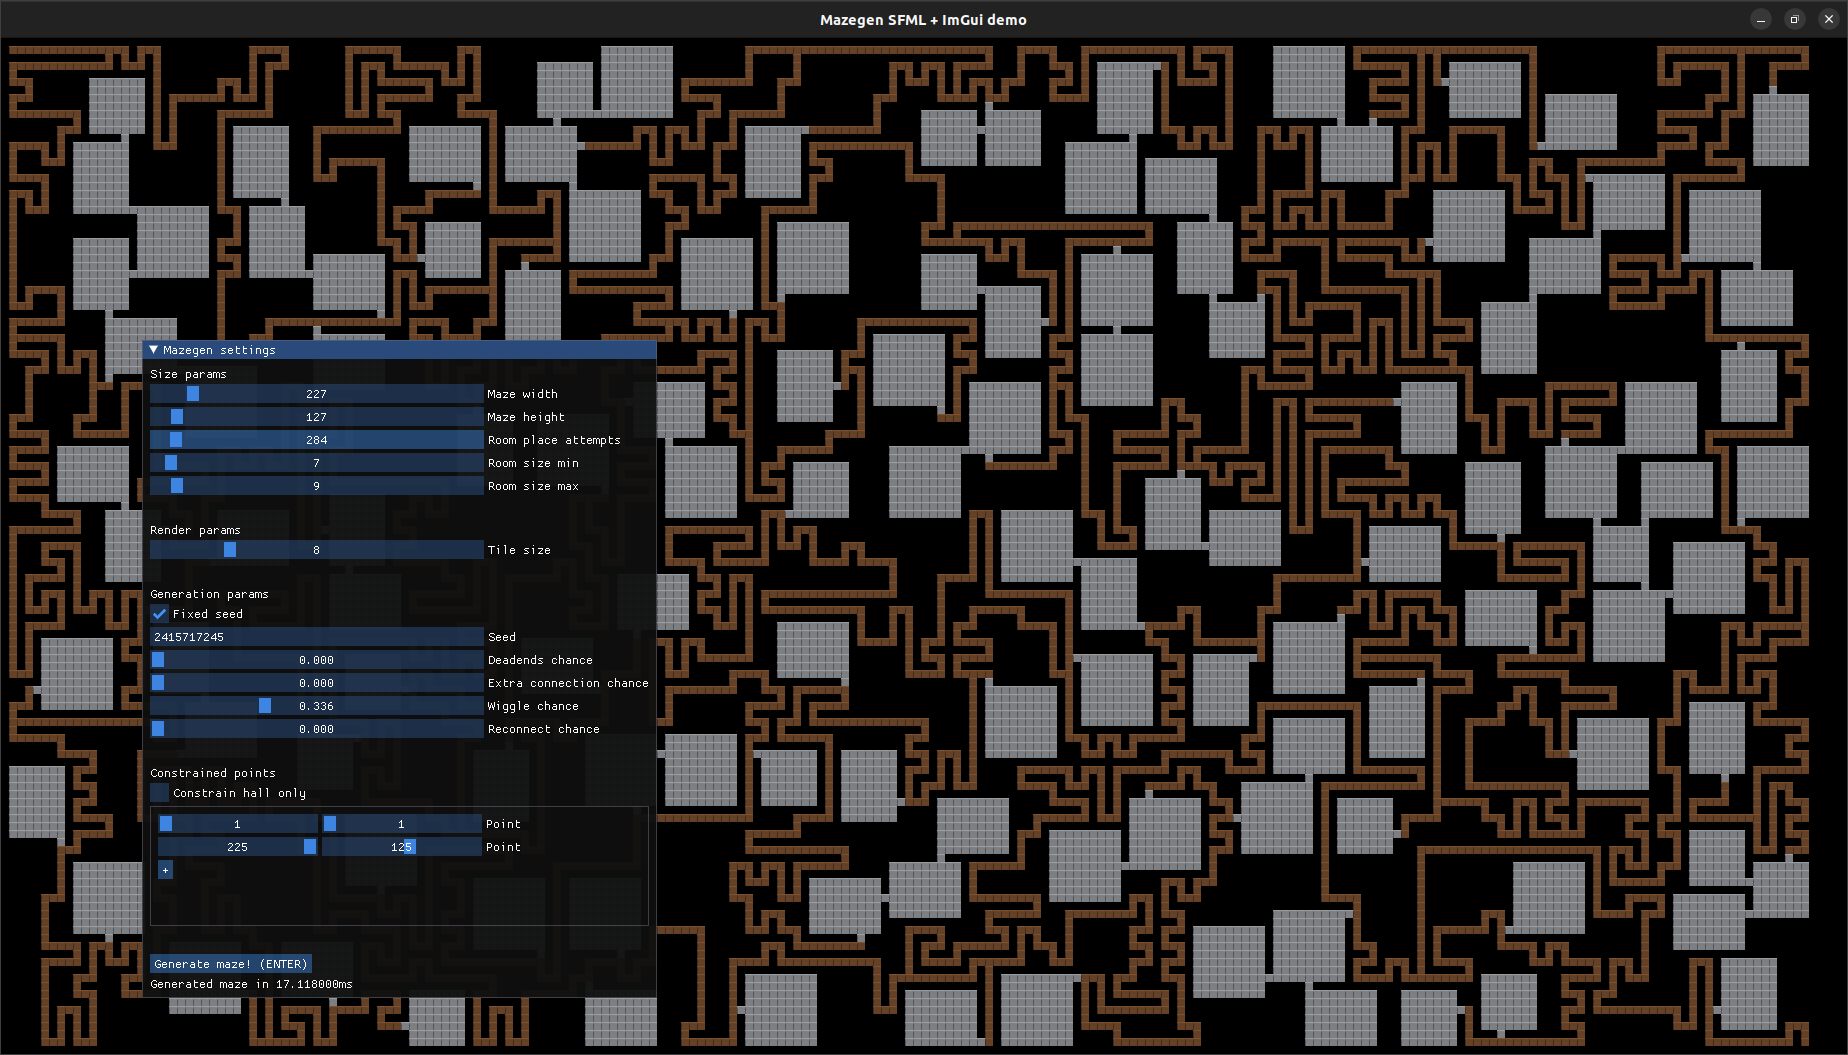 Mazegen SFML + ImGui demo
Mazegen settings
Size params
227 Maze width
127 Maze height
284 Room place attempts
7 Room size min
9 Room size max
Render params
8 Tile size
Generation params
Fixed seed
2415717245 Seed
0.000 Deadends chance
0.000 Extra connection chance
0.336 Wiggle chance
0.000 Reconnect chance
Constrained points
Constrain hall only
1 1 Point
225 125 Point
+
Generate maze! (ENTER)
Generated maze in 17.118000ms